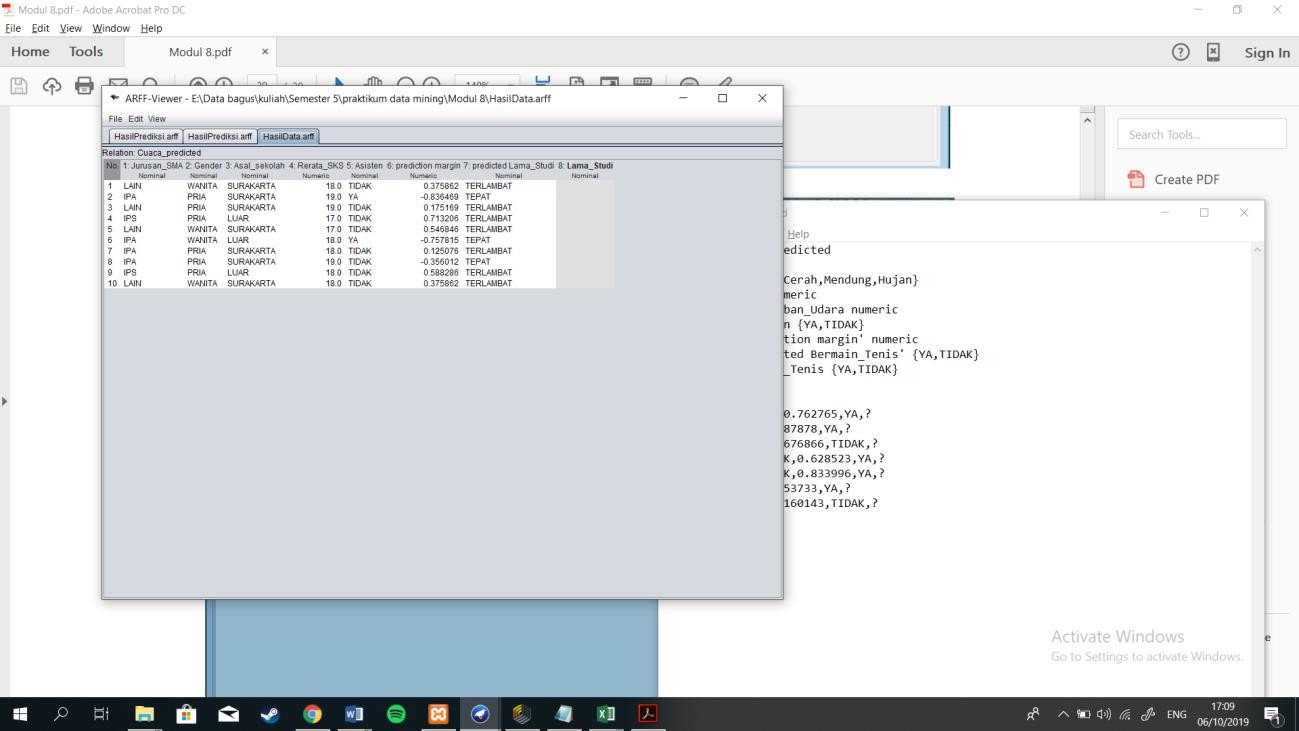 Modul 8.pdf - Adobe Acrobat Pro DC
File Edit View Window Help
Home Tools Modul 8.pdf × Sign In
ARFF-Viewer - E:\Data bagus\kuliah\Semester 5\praktikum data mining\Modul 8\HasilData.arff
File Edit View
HasilPrediksi.arff HasilPrediksi.arff HasilData.arff
Relation: Cuaca_predicted
No. 1: Jurusan_SMA 2: Gender 3: Asal_sekolah 4: Rerata_SKS 5: Asisten 6: prediction margin 7: predicted Lama_Studi 8: Lama_Studi
Nominal Nominal Nominal Numeric Nominal Numeric Nominal Nominal
1 LAIN WANITA SURAKARTA 18.0 TIDAK 0.375862 TERLAMBAT
2 IPA PRIA SURAKARTA 19.0 YA -0.836469 TEPAT
3 LAIN PRIA SURAKARTA 19.0 TIDAK 0.175169 TERLAMBAT
4 IPS PRIA LUAR 17.0 TIDAK 0.713206 TERLAMBAT
5 LAIN WANITA SURAKARTA 17.0 TIDAK 0.546846 TERLAMBAT
6 IPA WANITA LUAR 18.0 YA -0.757815 TEPAT
7 IPA PRIA SURAKARTA 18.0 TIDAK 0.125076 TERLAMBAT
8 IPA PRIA SURAKARTA 19.0 TIDAK -0.356012 TEPAT
9 IPS PRIA LUAR 18.0 TIDAK 0.588286 TERLAMBAT
10 LAIN WANITA SURAKARTA 18.0 TIDAK 0.375862 TERLAMBAT
Search Tools...
Create PDF
Help
edicted
Cerah,Mendung,Hujan}
meric
ban_Udara numeric
n {YA,TIDAK}
tion margin' numeric
ted Bermain_Tenis' {YA,TIDAK}
_Tenis {YA,TIDAK}
0.762765,YA,?
87878,YA,?
676866,TIDAK,?
K,0.628523,YA,?
K,0.833996,YA,?
53733,YA,?
160143,TIDAK,?
Activate Windows
Go to Settings to activate Windows.
ENG
17:09
06/10/2019
1